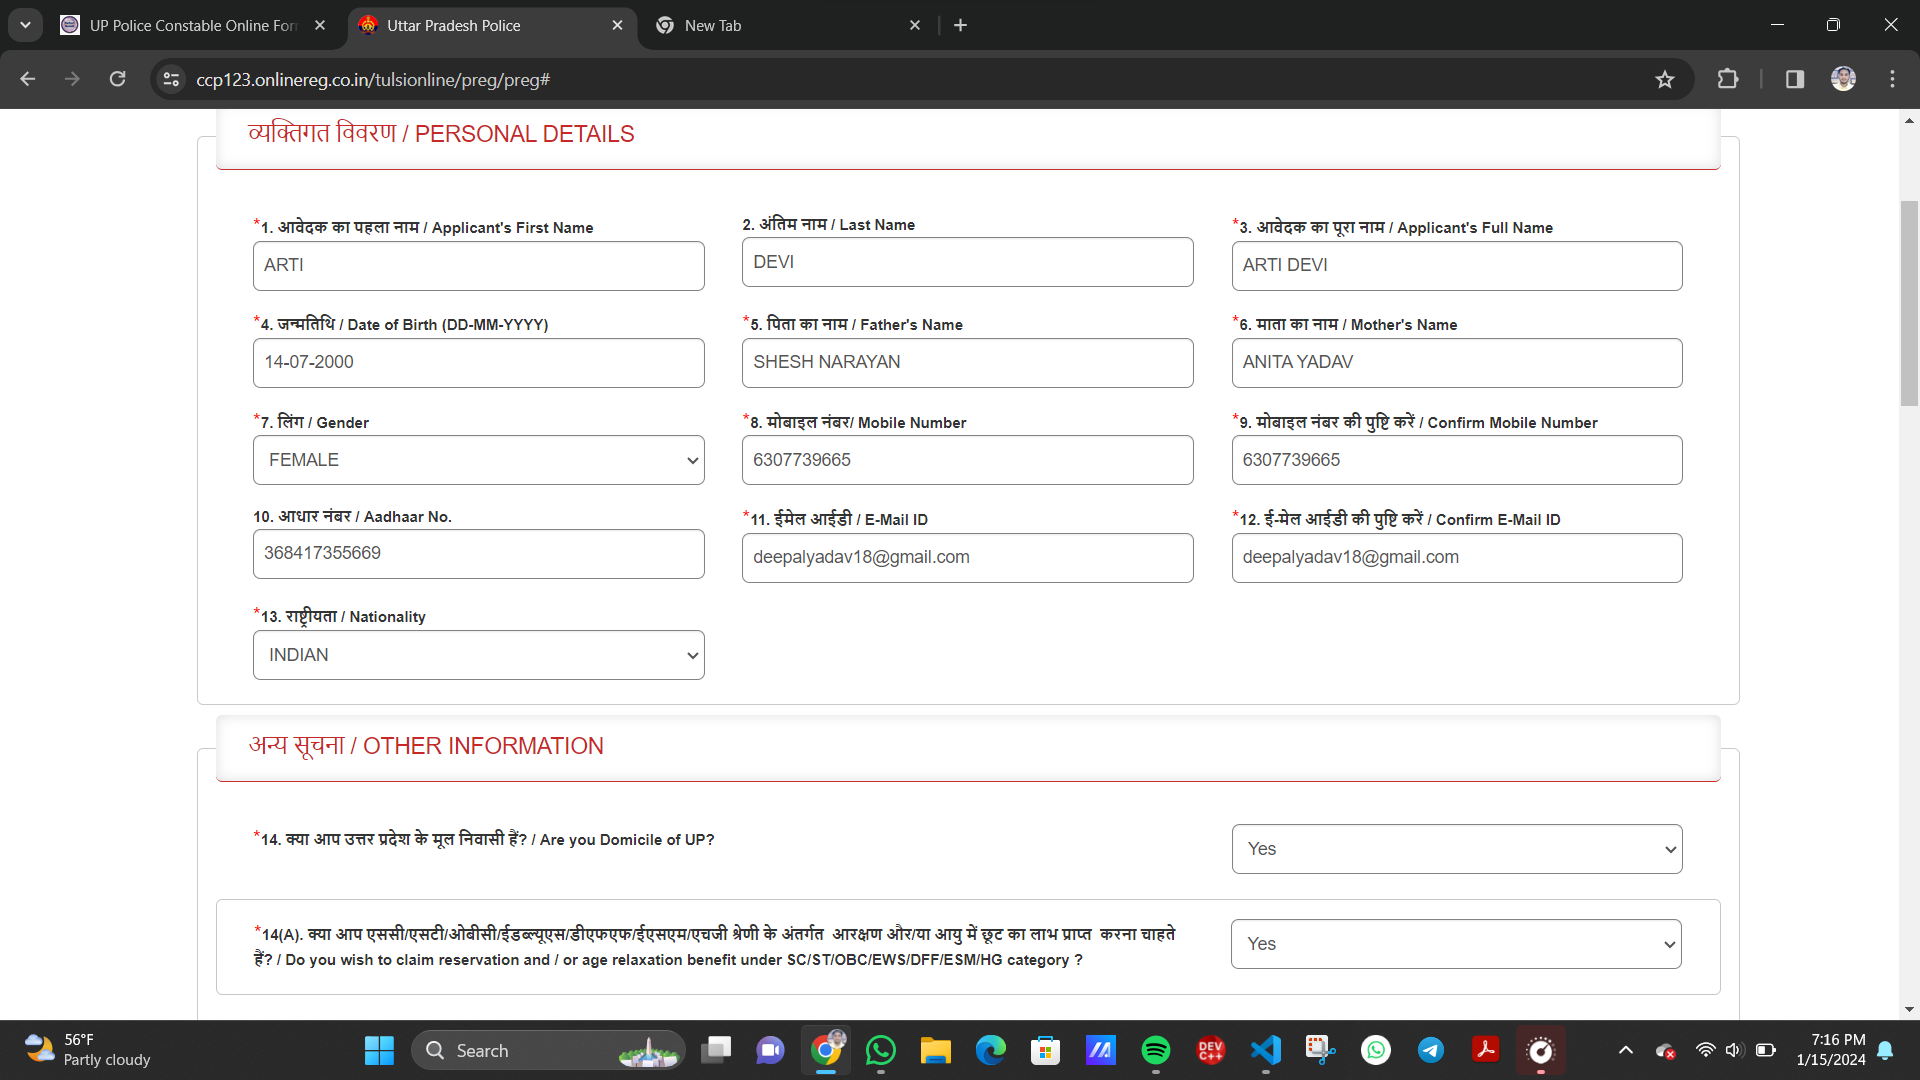 UP Police Constable Online For
Uttar Pradesh Police
New Tab
ccp123.onlinereg.co.in/tulsionline/preg/preg#
व्यक्तिगत विवरण / PERSONAL DETAILS
*1. आवेदक का पहला नाम / Applicant's First Name
2. अंतिम नाम / Last Name
*3. आवेदक का पूरा नाम / Applicant's Full Name
ARTI
DEVI
ARTI DEVI
*4. जन्मतिथि / Date of Birth (DD-MM-YYYY)
*5. पिता का नाम / Father's Name
*6. माता का नाम / Mother's Name
14-07-2000
SHESH NARAYAN
ANITA YADAV
*7. लिंग / Gender
*8. मोबाइल नंबर/ Mobile Number
*9. मोबाइल नंबर की पुष्टि करें / Confirm Mobile Number
FEMALE
6307739665
6307739665
10. आधार नंबर / Aadhaar No.
*11. ईमेल आईडी / E-Mail ID
*12. ई-मेल आईडी की पुष्टि करें / Confirm E-Mail ID
368417355669
deepalyadav18@gmail.com
deepalyadav18@gmail.com
*13. राष्ट्रीयता / Nationality
INDIAN
अन्य सूचना / OTHER INFORMATION
*14. क्या आप उत्तर प्रदेश के मूल निवासी हैं? / Are you Domicile of UP?
Yes
*14(A). क्या आप एससी/एसटी/ओबीसी/ईडब्ल्यूएस/डीएफएफ/ईएसएम/एचजी श्रेणी के अंतर्गत आरक्षण और/या आयु में छूट का लाभ प्राप्त करना चाहते
हैं? / Do you wish to claim reservation and / or age relaxation benefit under SC/ST/OBC/EWS/DFF/ESM/HG category ?
Yes
56°F
Partly cloudy
Search
DEV
C++
7:16 PM
1/15/2024